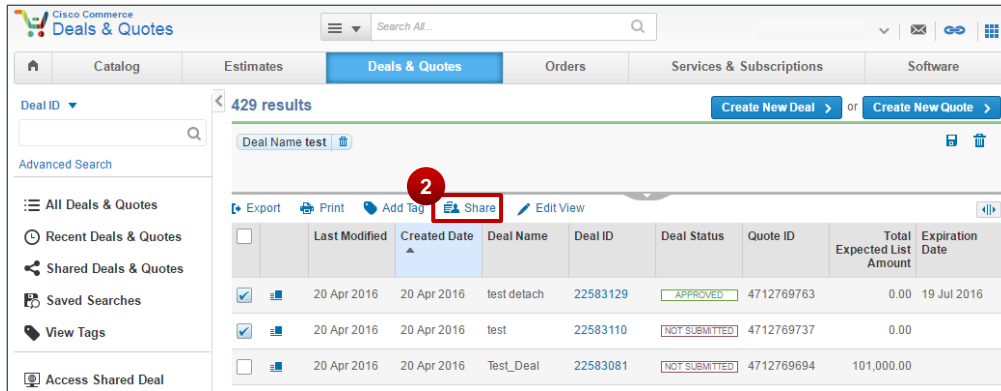 Cisco Commerce
Deals & Quotes
Search All...
Catalog Estimates Deals & Quotes Orders Services & Subscriptions Software
Deal ID
429 results
Create New Deal or Create New Quote
Deal Name test
Advanced Search
2
All Deals & Quotes
Export Print Add Tag Share Edit View
Recent Deals & Quotes
Shared Deals & Quotes
Saved Searches
View Tags
Access Shared Deal
Last Modified Created Date Deal Name Deal ID Deal Status Quote ID Total Expiration
Expected List Date
Amount
20 Apr 2016 20 Apr 2016 test detach 22583129 APPROVED 4712769763 0.00 19 Jul 2016
20 Apr 2016 20 Apr 2016 test 22583110 NOT SUBMITTED 4712769737 0.00
20 Apr 2016 20 Apr 2016 Test_Deal 22583081 NOT SUBMITTED 4712769694 101,000.00